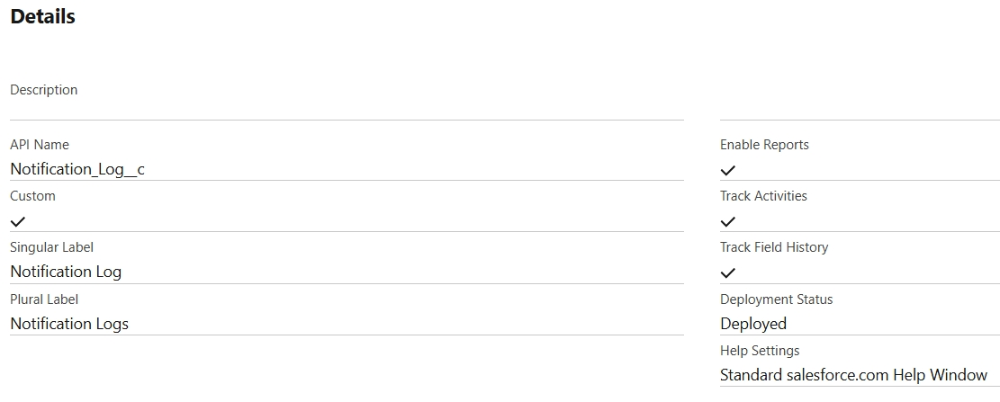 Details
Description
API Name
Notification_Log__c
Custom
Singular Label
Notification Log
Plural Label
Notification Logs
Enable Reports
Track Activities
Track Field History
Deployment Status
Deployed
Help Settings
Standard salesforce.com Help Window